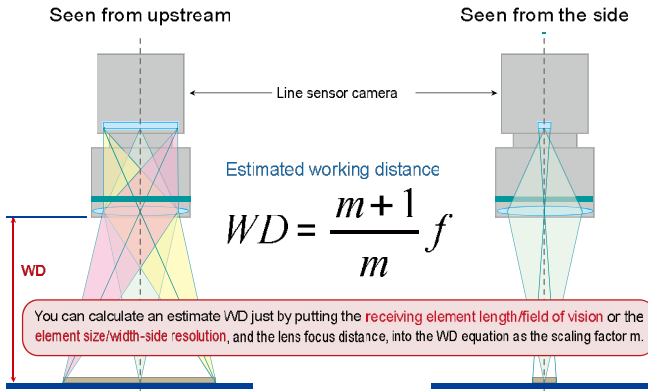 Seen from upstream
Seen from the side
Line sensor camera
Estimated working distance
WD = m+1/m f
WD
You can calculate an estimate WD just by putting the receiving element length/field of vision or the
element size/width-side resolution, and the lens focus distance, into the WD equation as the scaling factor m.